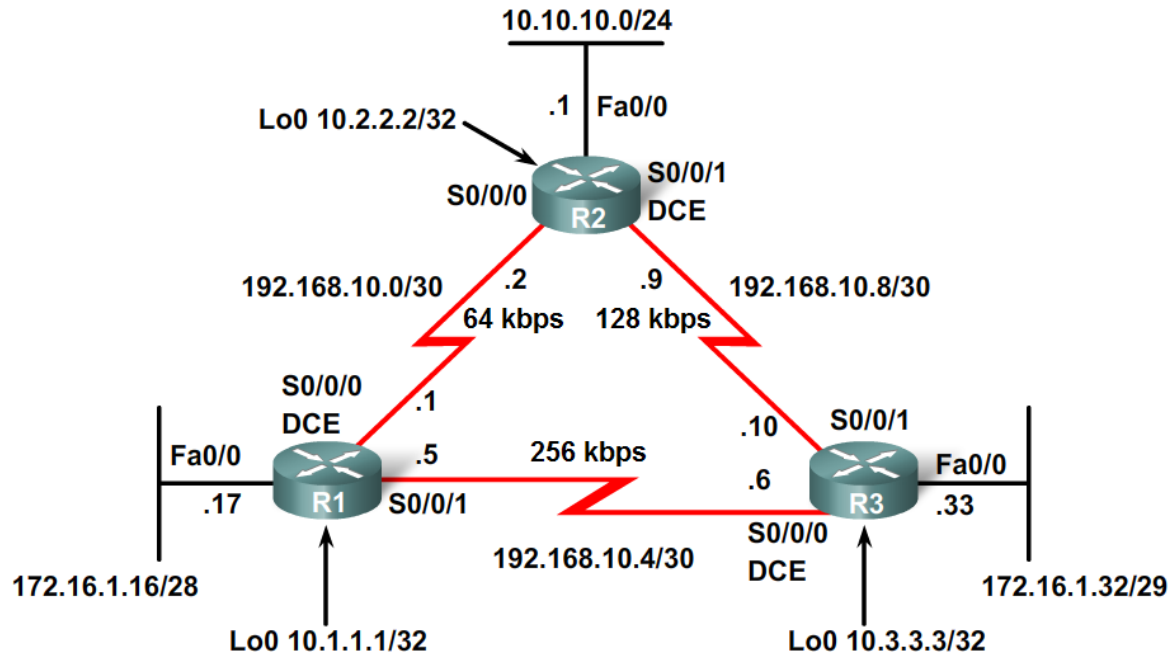 10.10.10.0/24
.1 Fa0/0
Lo0 10.2.2.2/32
S0/0/0
S0/0/1
DCE
R2
192.168.10.0/30
.2
.9
192.168.10.8/30
64 kbps
128 kbps
S0/0/0
DCE
.1
.10
S0/0/1
Fa0/0
.17
R1
.5
S0/0/1
256 kbps
.6
R3
Fa0/0
.33
S0/0/0
DCE
192.168.10.4/30
172.16.1.16/28
172.16.1.32/29
Lo0 10.1.1.1/32
Lo0 10.3.3.3/32